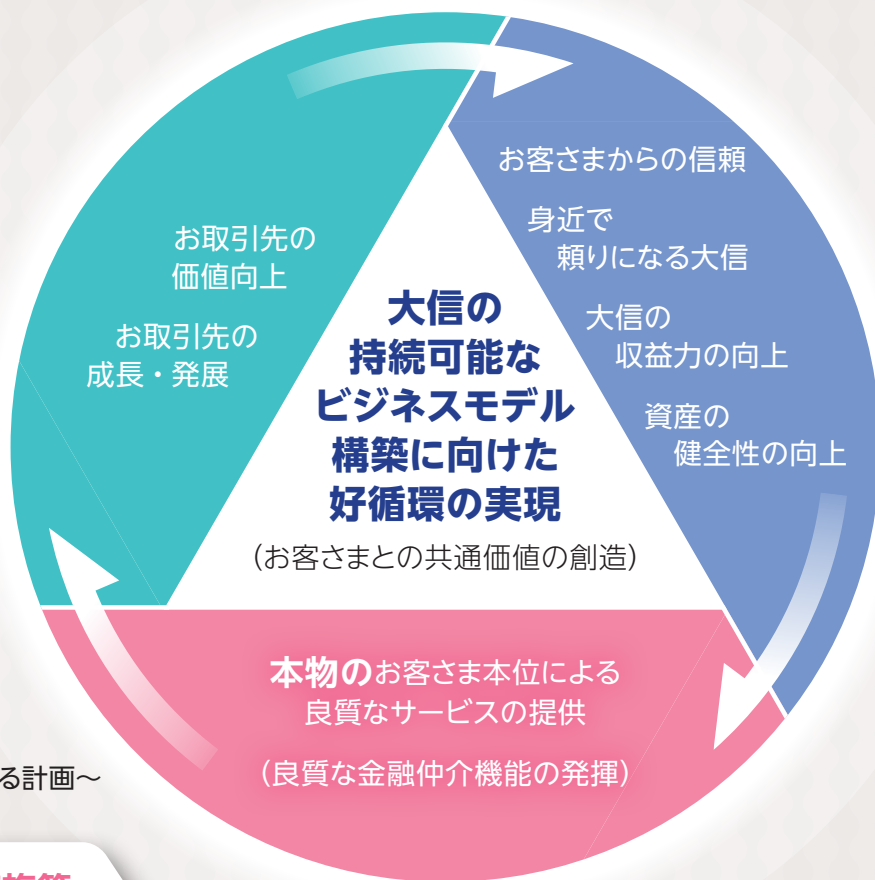 お客さまからの信頼
身近で
頼りになる大信
大信の
収益力の向上
資産の
健全性の向上
お取引先の
価値向上
お取引先の
成長・発展
大信の
持続可能な
ビジネスモデル
構築に向けた
好循環の実現
(お客さまとの共通価値の創造)
本物のお客さま本位による
良質なサービスの提供
(良質な金融仲介機能の発揮)
る計画～